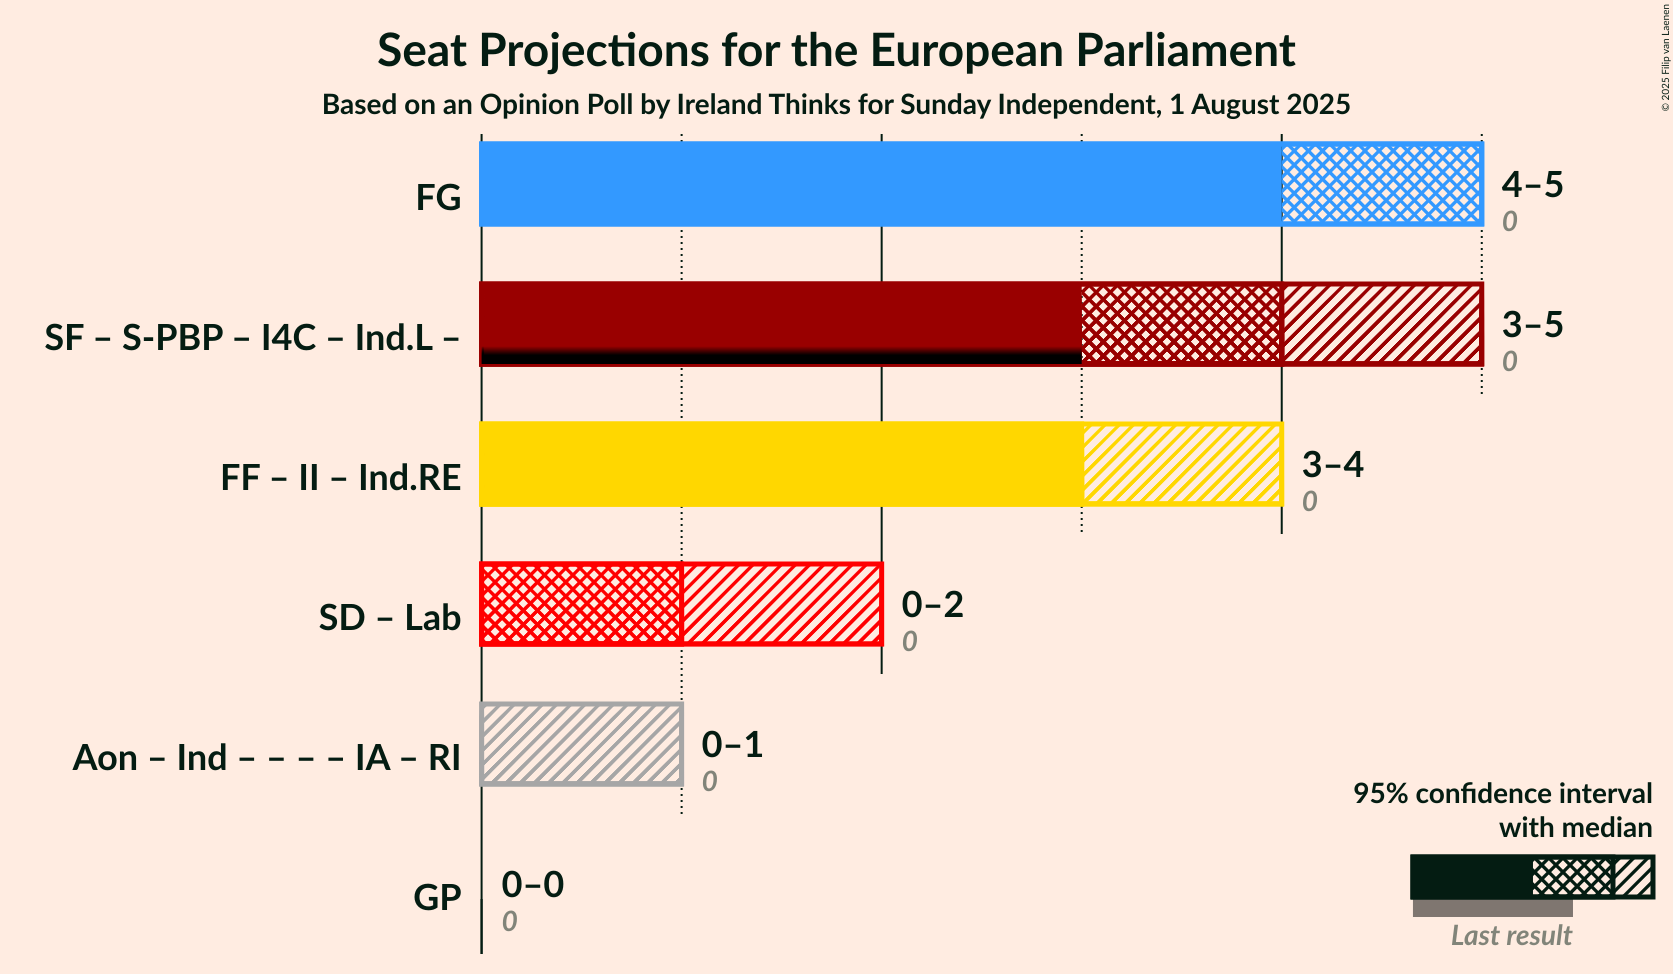 Seat Projections for the European Parliament
Based on an Opinion Poll by Ireland Thinks for Sunday Independent, 1 August 2025
© 2025 Filip van Laenen
FG
4–5
0
SF – S-PBP – I4C – Ind.L –
3–5
0
FF – II – Ind.RE
3–4
0
SD – Lab
0–2
0
Aon – Ind – – – – IA – RI
0–1
0
GP
0–0
0
95% confidence interval
with median
Last result